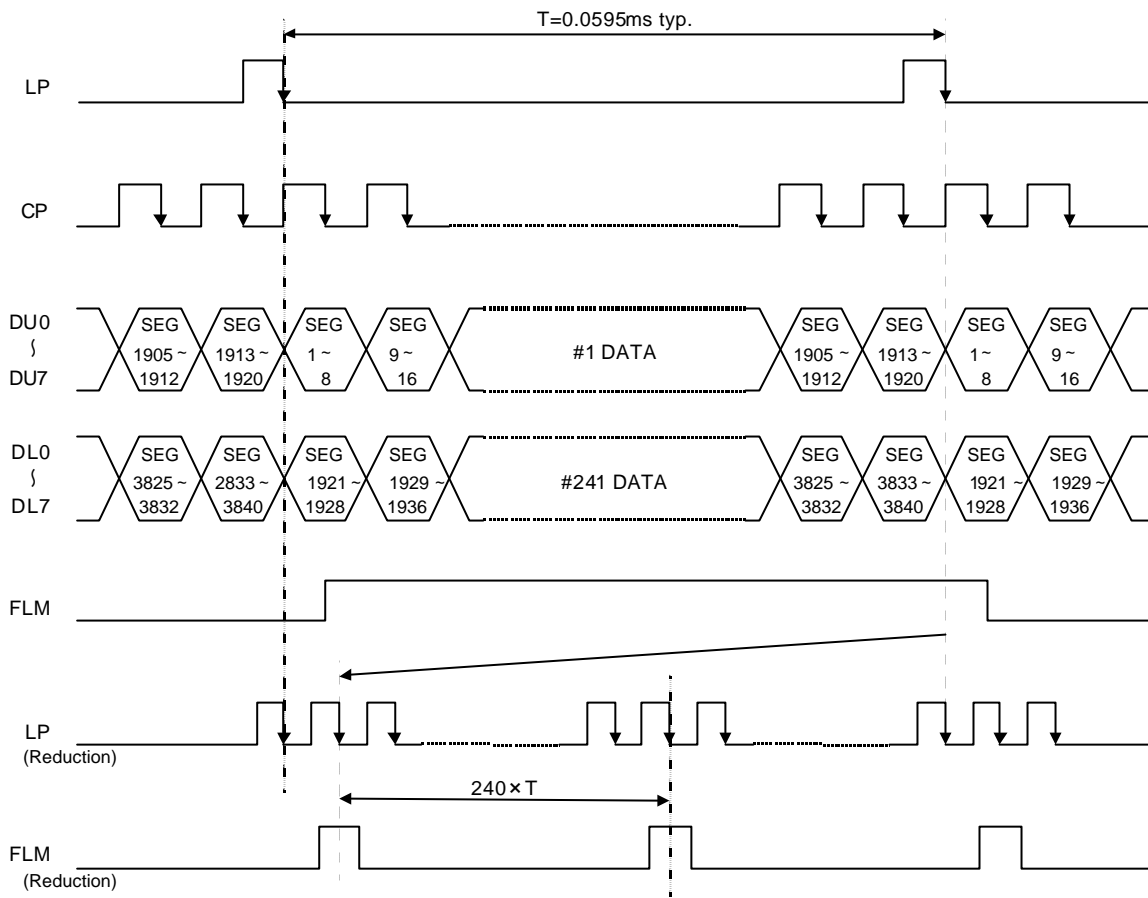 T=0.0595ms typ.
LP
CP
DU0
~
DU7
SEG
1905~
1912
SEG
1913~
1920
SEG
1~
8
SEG
9~
16
#1 DATA
SEG
1905~
1912
SEG
1913~
1920
SEG
1~
8
SEG
9~
16
DL0
~
DL7
SEG
3825~
3832
SEG
2833~
3840
SEG
1921~
1928
SEG
1929~
1936
#241 DATA
SEG
3825~
3832
SEG
3833~
3840
SEG
1921~
1928
SEG
1929~
1936
FLM
LP
(Reduction)
240×T
FLM
(Reduction)